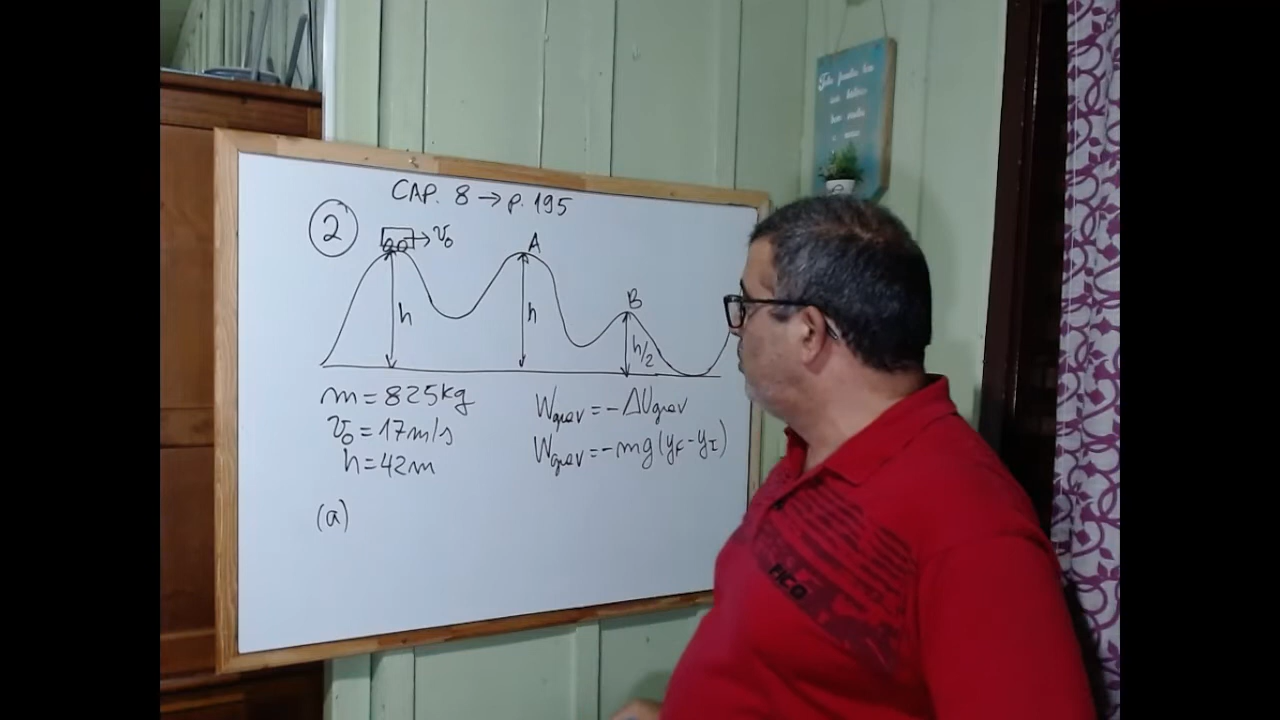 CAP. 8 → p. 195
2
v₀
A
h
h
B
h/2
m = 825kg
v₀ = 17m/s
h = 42m
W_grav = -ΔU_grav
W_grav = -mg(y_F - y_I)
(a)
FICO